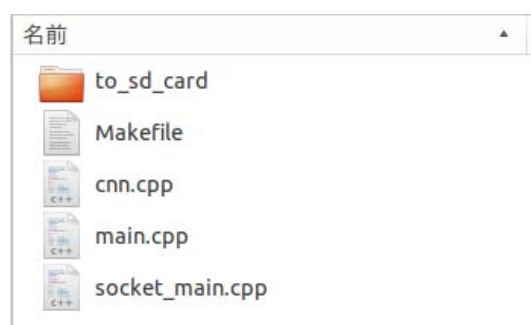 名前
to_sd_card
Makefile
C++
cnn.cpp
C++
main.cpp
C++
socket_main.cpp